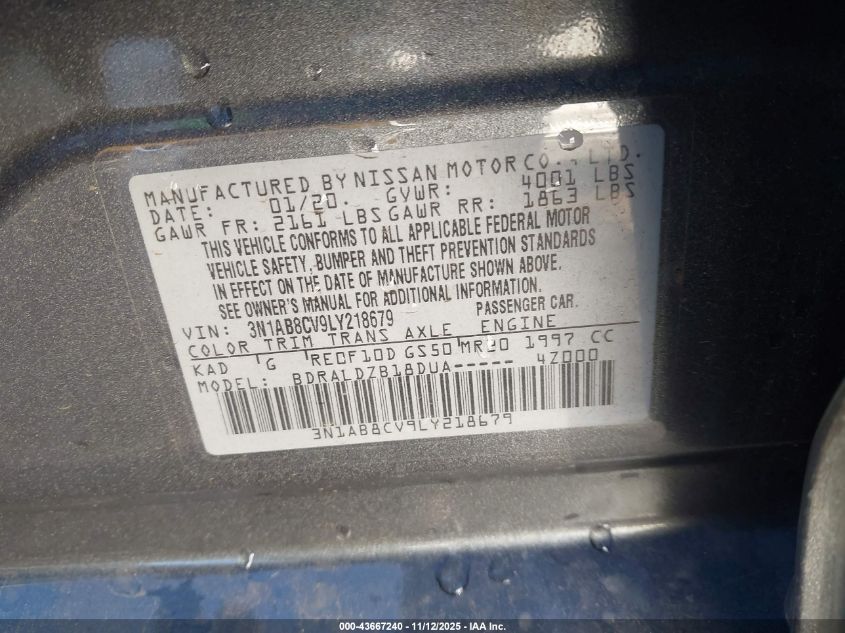 MANUFACTURED BY NISSAN MOTOR CO., LTD.
DATE: 01/20. GVWR: 4001 LBS
GAWR FR: 2161 LBS GAWR RR: 1863 LBS
THIS VEHICLE CONFORMS TO ALL APPLICABLE FEDERAL MOTOR
VEHICLE SAFETY, BUMPER AND THEFT PREVENTION STANDARDS
IN EFFECT ON THE DATE OF MANUFACTURE SHOWN ABOVE.
SEE OWNER'S MANUAL FOR ADDITIONAL INFORMATION.
VIN: 3N1AB8CV9LY218679 PASSENGER CAR.
COLOR TRIM TRANS AXLE ENGINE
KAD G RE0F10D GS50 MR20 1997 CC
MODEL: BDRALDZB18DUA----- 4Z000
3N1AB8CV9LY218679
000-43667240 - 11/12/2025 - IAA Inc.